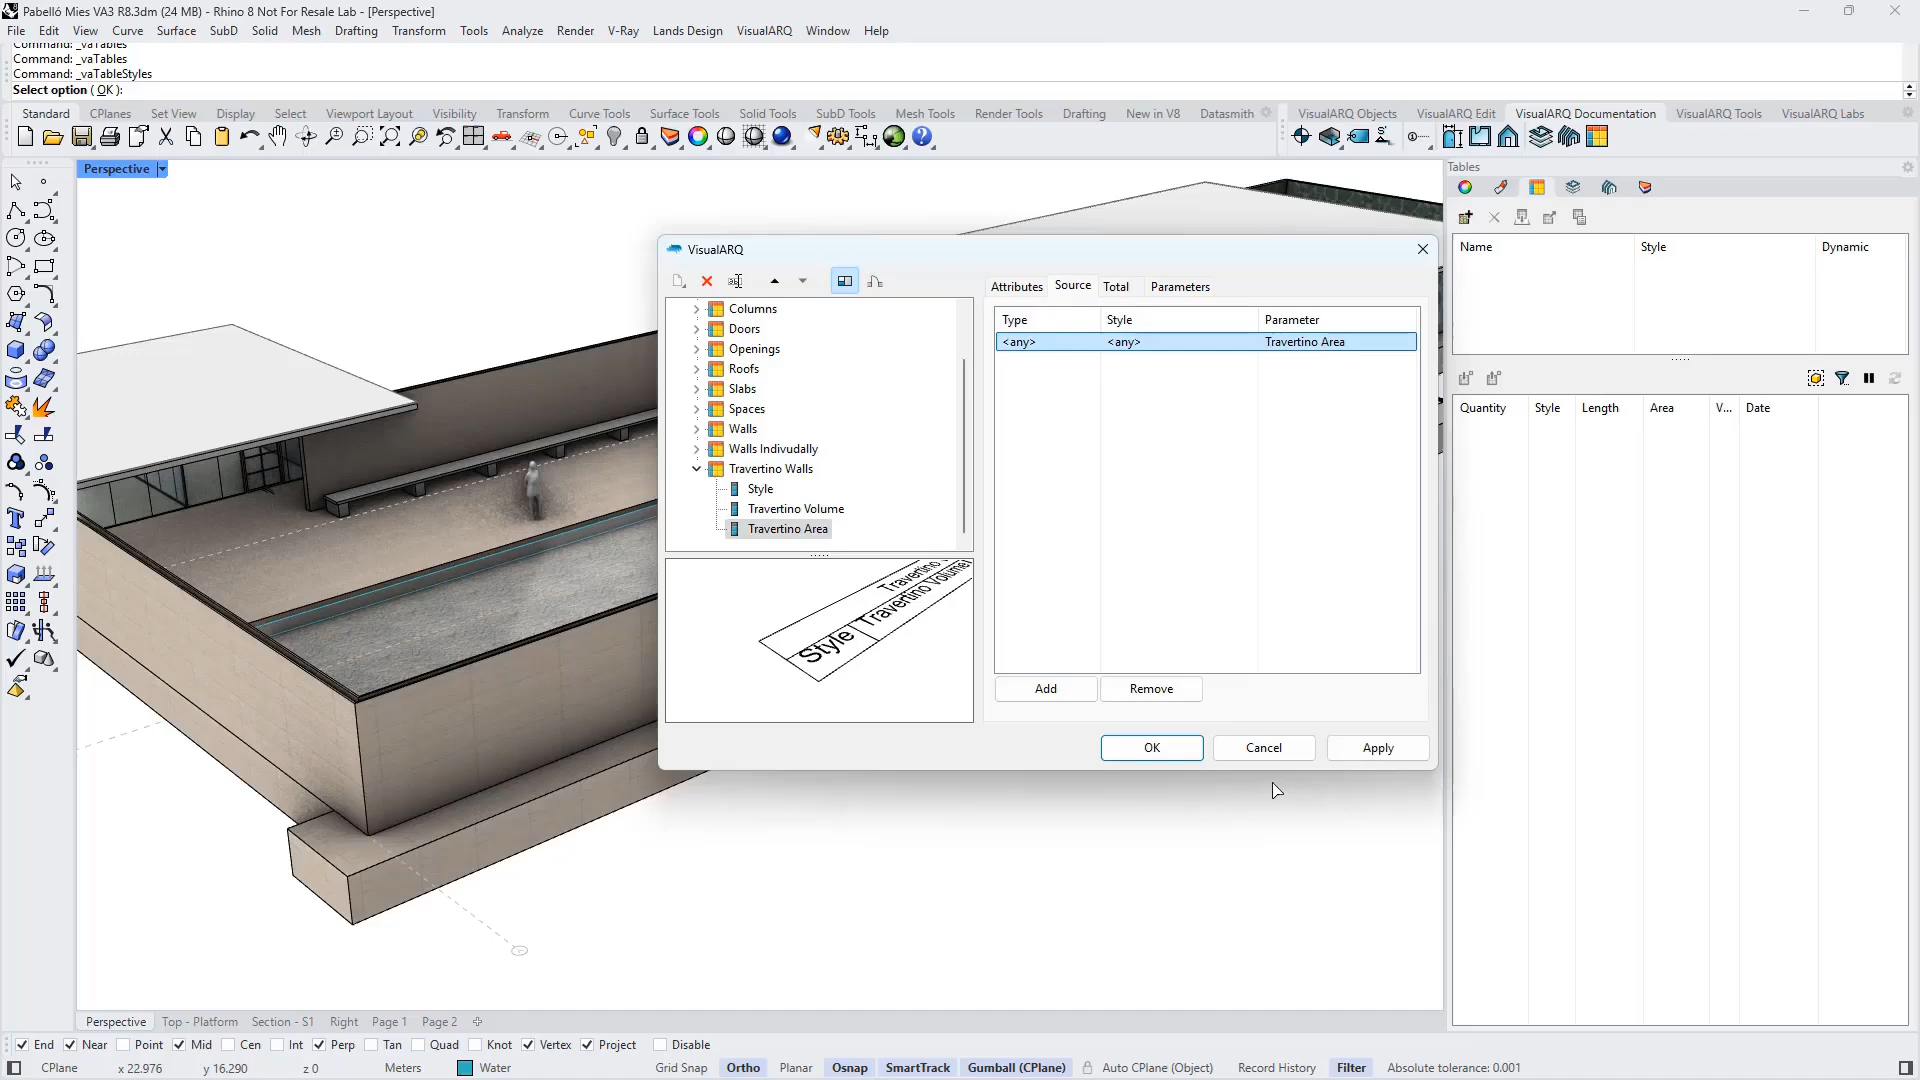 Pabelló Mies VA3 R8.3dm (24 MB) - Rhino 8 Not For Resale Lab - [Perspective]
File Edit View Curve Surface SubD Solid Mesh Drafting Transform Tools Analyze Render V-Ray Lands Design VisualARQ Window Help
Command: _vaTables
Command: _vaTables
Command: _vaTableStyles
Select option ( OK ):
Standard CPlanes Set View Display Select Viewport Layout Visibility Transform Curve Tools Surface Tools Solid Tools SubD Tools Mesh Tools Render Tools Drafting New in V8 Datasmith VisualARQ Objects VisualARQ Edit VisualARQ Documentation VisualARQ Tools VisualARQ Labs
Perspective
Tables
Name Style Dynamic
Quantity Style Length Area V... Date
VisualARQ
Columns
Doors
Openings
Roofs
Slabs
Spaces
Walls
Walls Indivudally
Travertino Walls
Style
Travertino Volume
Travertino Area
Attributes Source Total Parameters
Type Style Parameter
<any> <any> Travertino Area
Travertino
Style Travertino Volume
Add Remove
OK Cancel Apply
Perspective Top - Platform Section - S1 Right Page 1 Page 2
End Near Point Mid Cen Int Perp Tan Quad Knot Vertex Project Disable
CPlane x 22.976 y 16.290 z 0 Meters Water Grid Snap Ortho Planar Osnap SmartTrack Gumball (CPlane) Auto CPlane (Object) Record History Filter Absolute tolerance: 0.001